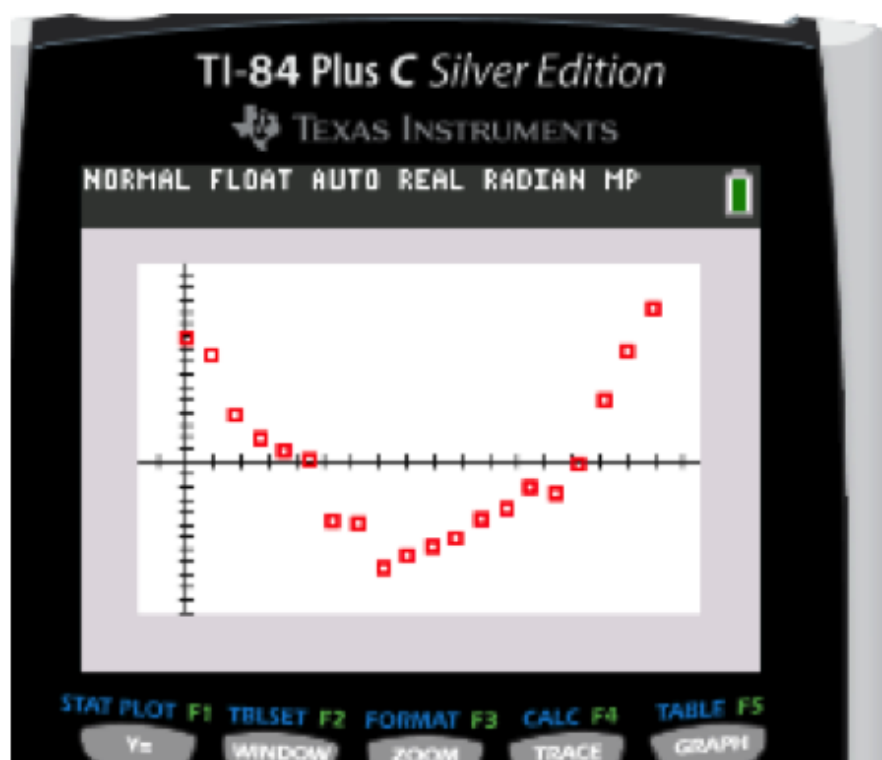 TI-84 Plus C Silver Edition
TEXAS INSTRUMENTS
NORMAL FLOAT AUTO REAL RADIAN MP
STAT PLOT F1 TBLSET F2 FORMAT F3 CALC F4 TABLE F5
Y= WINDOW ZOOM TRACE GRAPH